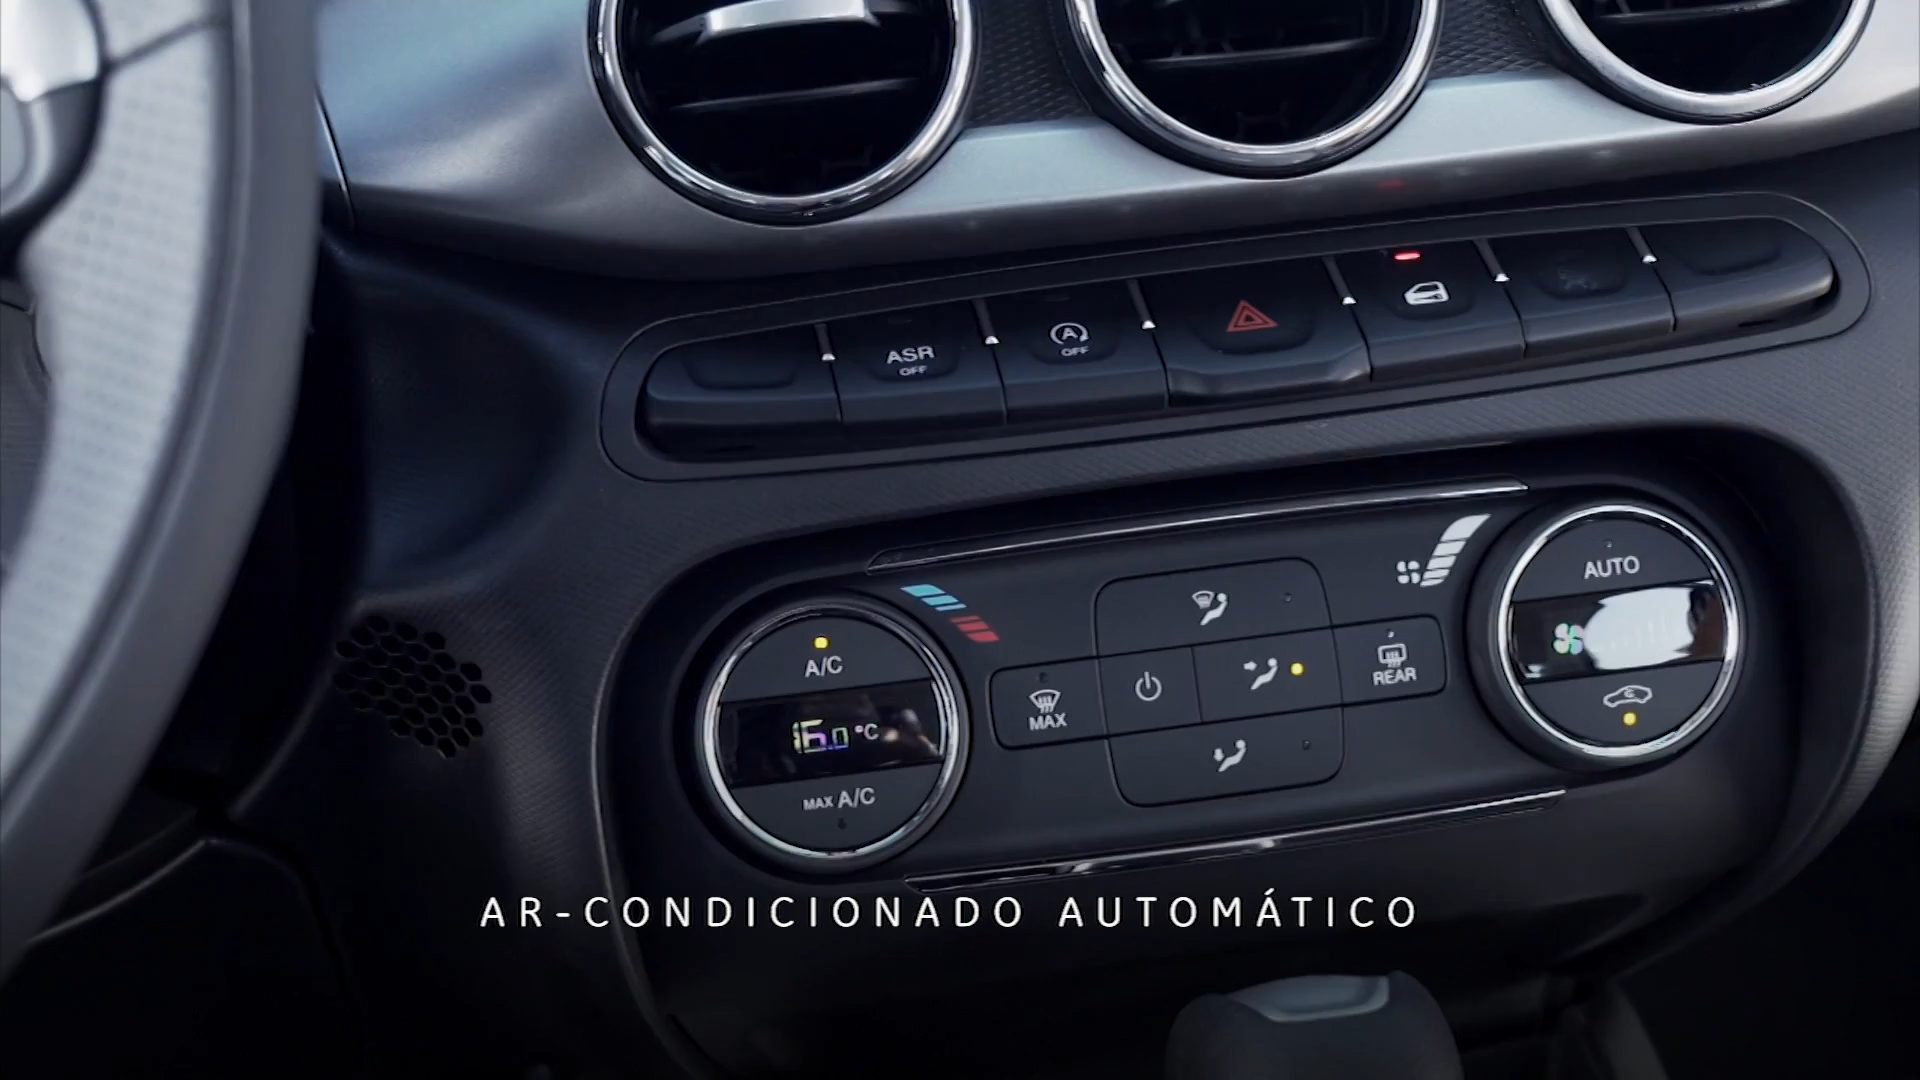 ASR
OFF
A
OFF
AUTO
A/C
16.0 °C
MAX A/C
MAX
REAR
AR-CONDICIONADO AUTOMÁTICO